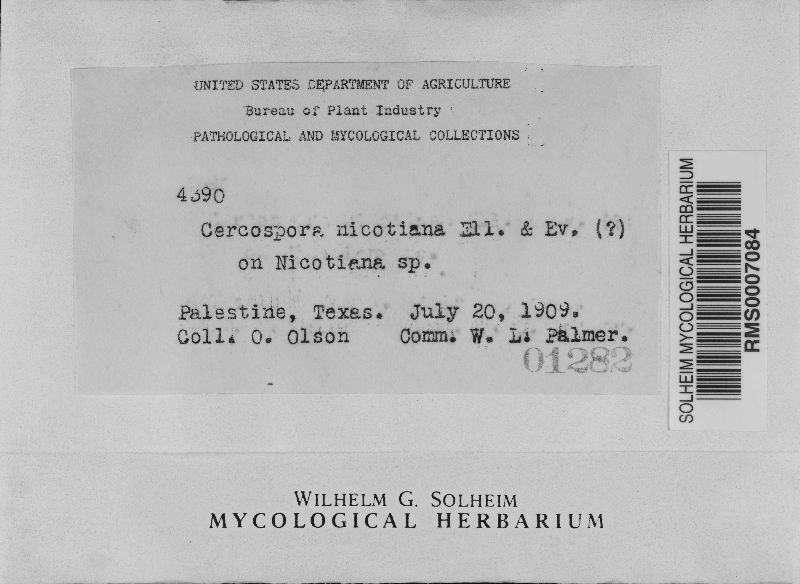 UNITED STATES DEPARTMENT OF AGRICULTURE
Bureau of Plant Industry
PATHOLOGICAL AND MYCOLOGICAL COLLECTIONS
4390
Cercospora nicotiana Ell. & Ev. (?)
on Nicotiana sp.
Palestine, Texas. July 20, 1909.
Coll. O. Olson Comm. W. L. Palmer.
01282
SOLHEIM MYCOLOGICAL HERBARIUM
RMS0007084
WILHELM G. SOLHEIM
MYCOLOGICAL HERBARIUM